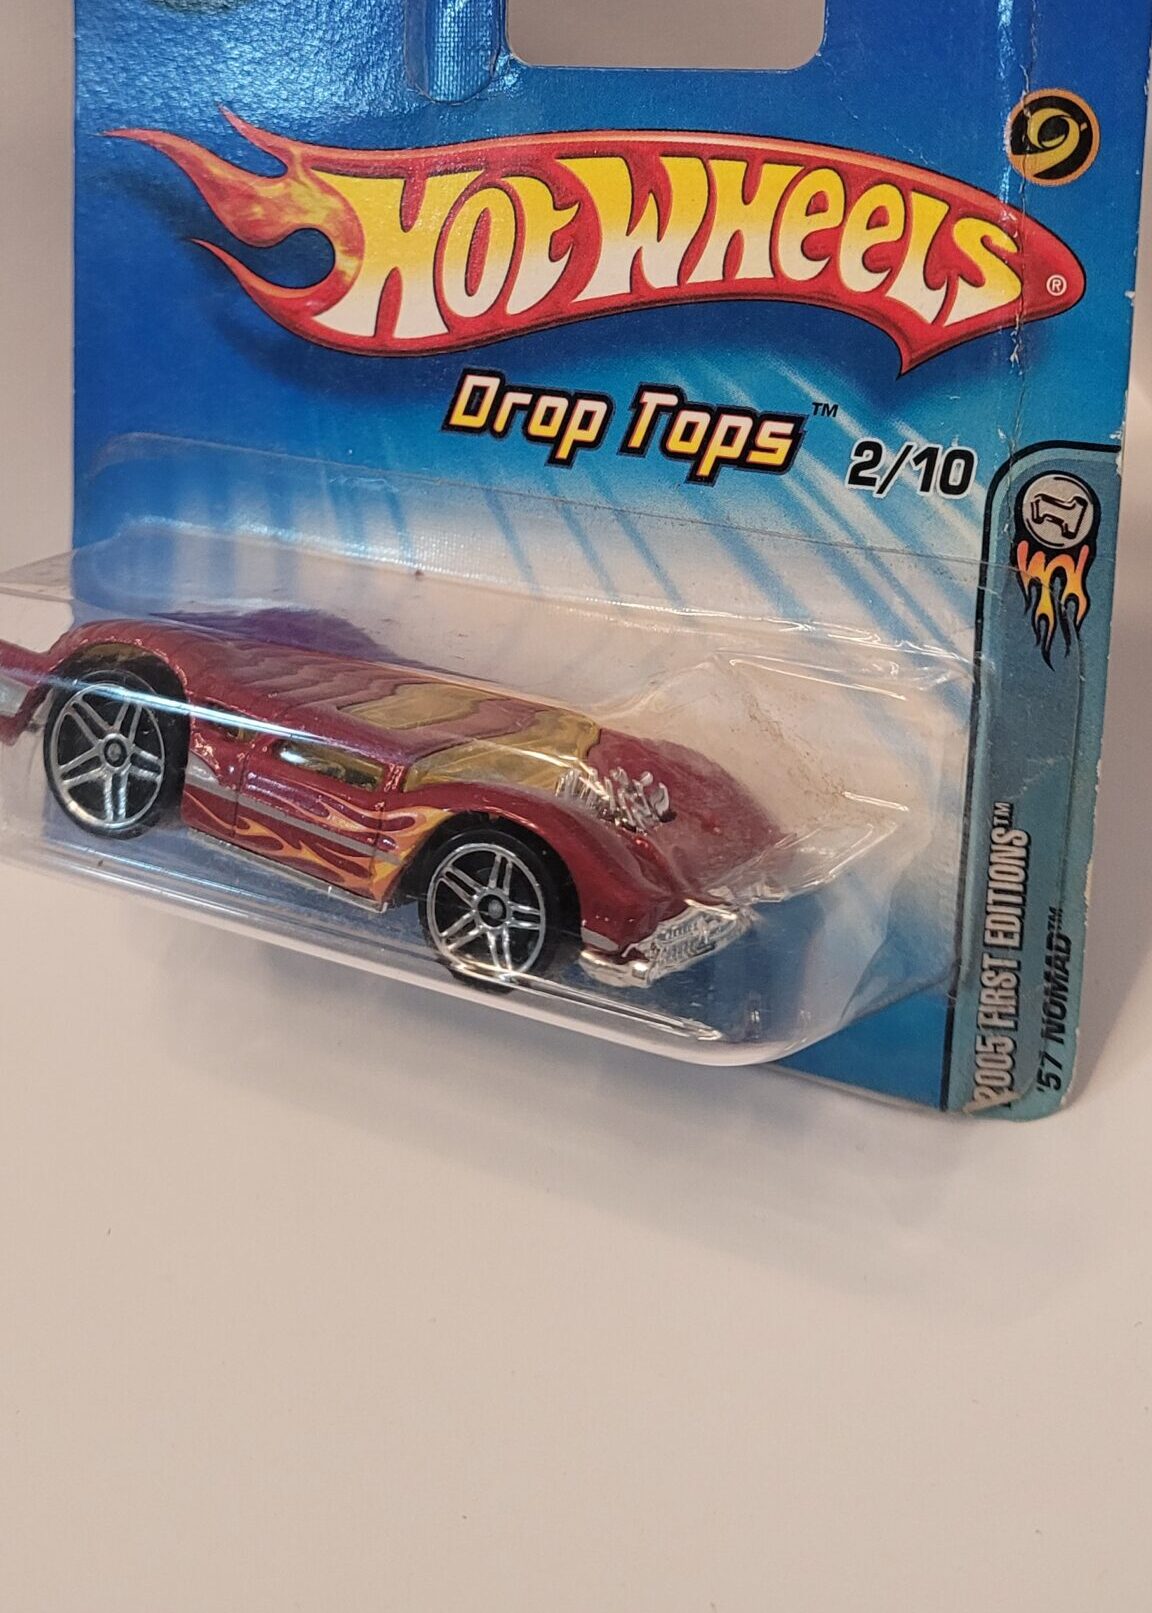 HOT WHEELS®
Drop Tops™
2/10
1
2005 FIRST EDITIONS™
'57 NOMAD™